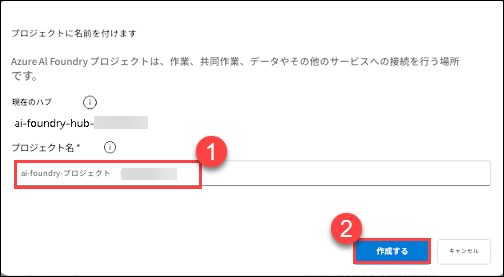 プロジェクトに名前を付けます
Azure AI Foundry プロジェクトは、作業、共同作業、データやその他のサービスへの接続を行う場所
です。
現在のハブ
ai-foundry-hub-
プロジェクト名 *
1
ai-foundry-プロジェクト
2
作成する
キャンセル